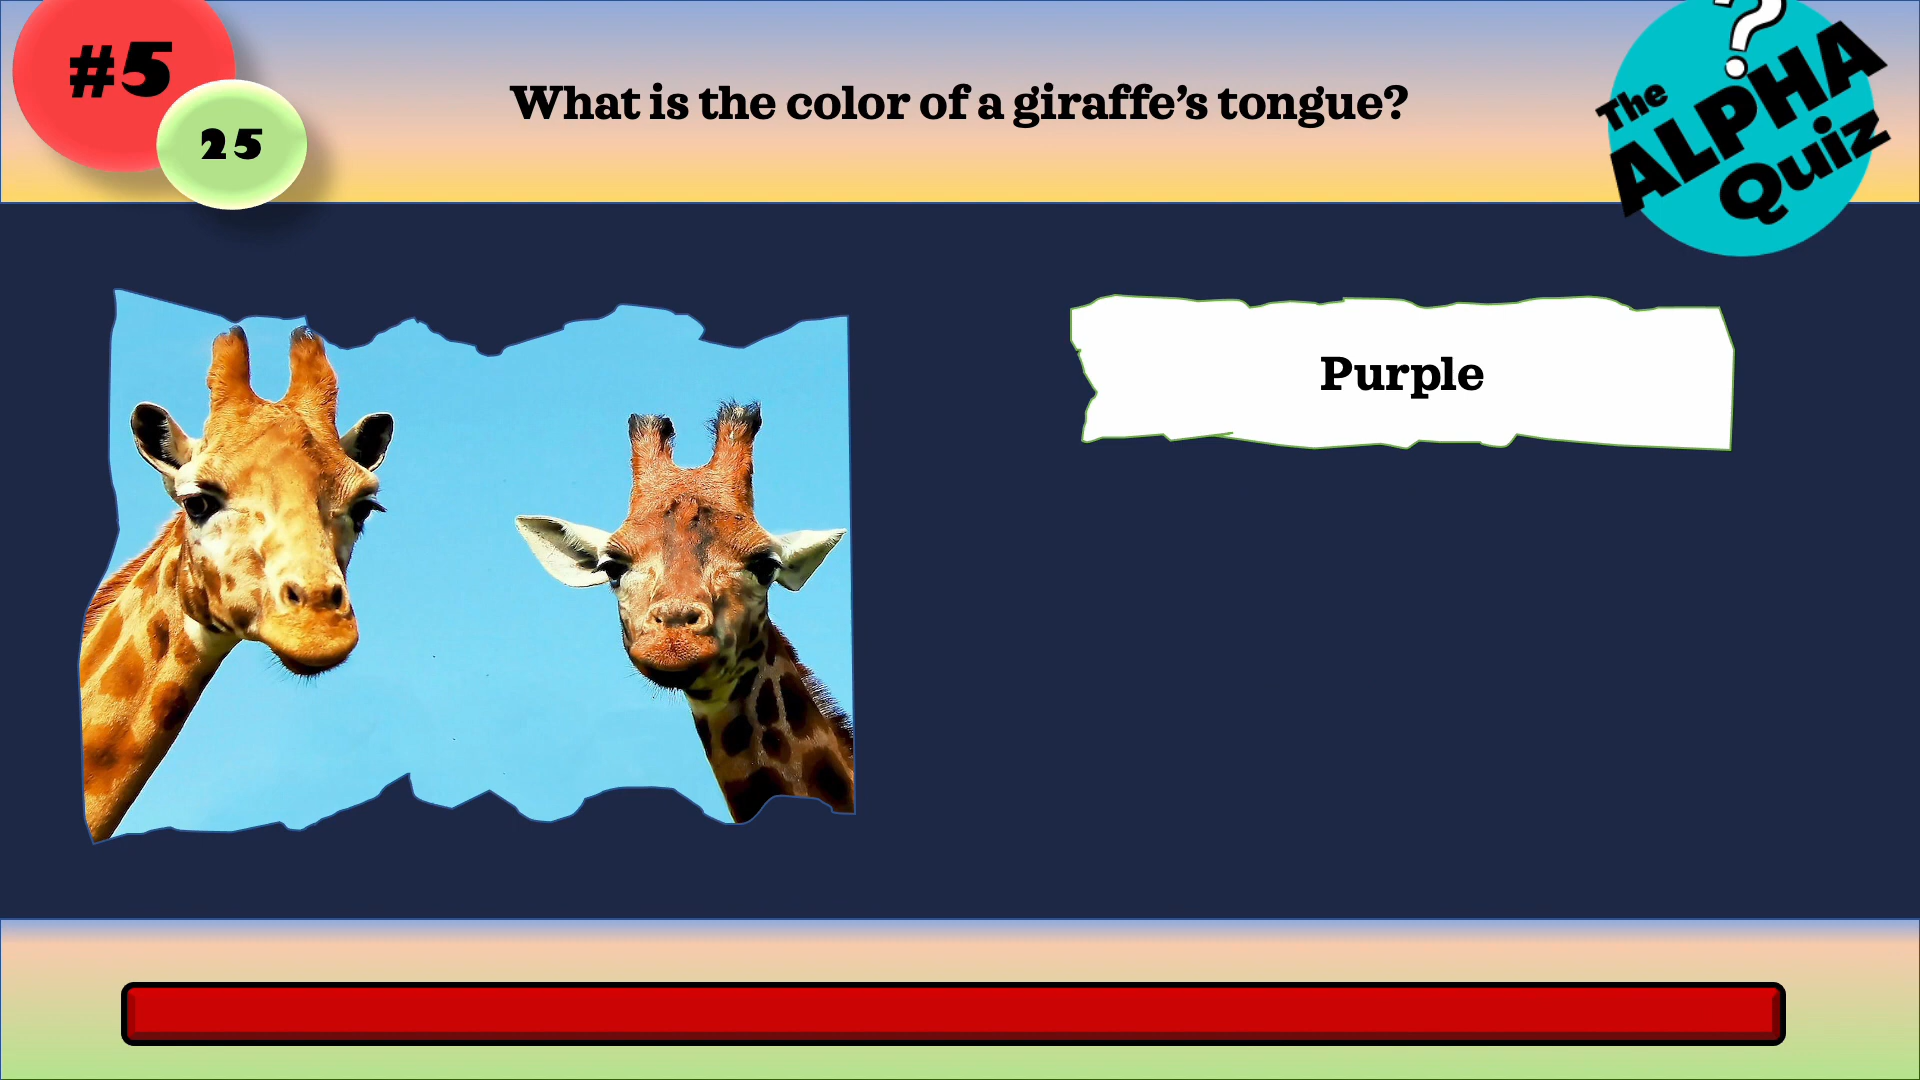 #5
25
What is the color of a giraffe’s tongue?
?
The
ALPHA
Quiz
Purple